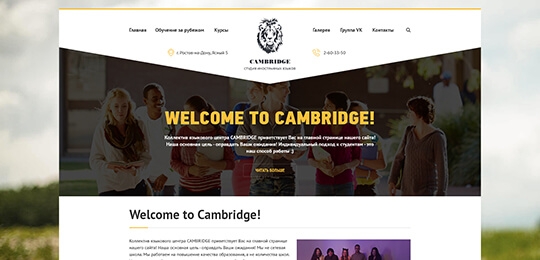 Главная Обучение за рубежом Курсы
Галерея Группа VK Контакты
г. Ростов-на-Дону, Ясный 5
2-60-55-50
CAMBRIDGE
студия иностранных языков
WELCOME TO CAMBRIDGE!
Коллектив языкового центра CAMBRIDGE приветствует Вас на главной странице нашего сайта!
Наша основная цель - оправдать Ваши ожидания! Индивидуальный подход к студентам - это
наш способ работы :)
ЧИТАТЬ БОЛЬШЕ
Welcome to Cambridge!
Коллектив языкового центра CAMBRIDGE приветствует Вас на главной странице
нашего сайта! Наша основная цель - оправдать Ваши ожидания! Мы не сетевая
школа. Мы работаем на повышение качества образования, а не количества школ.